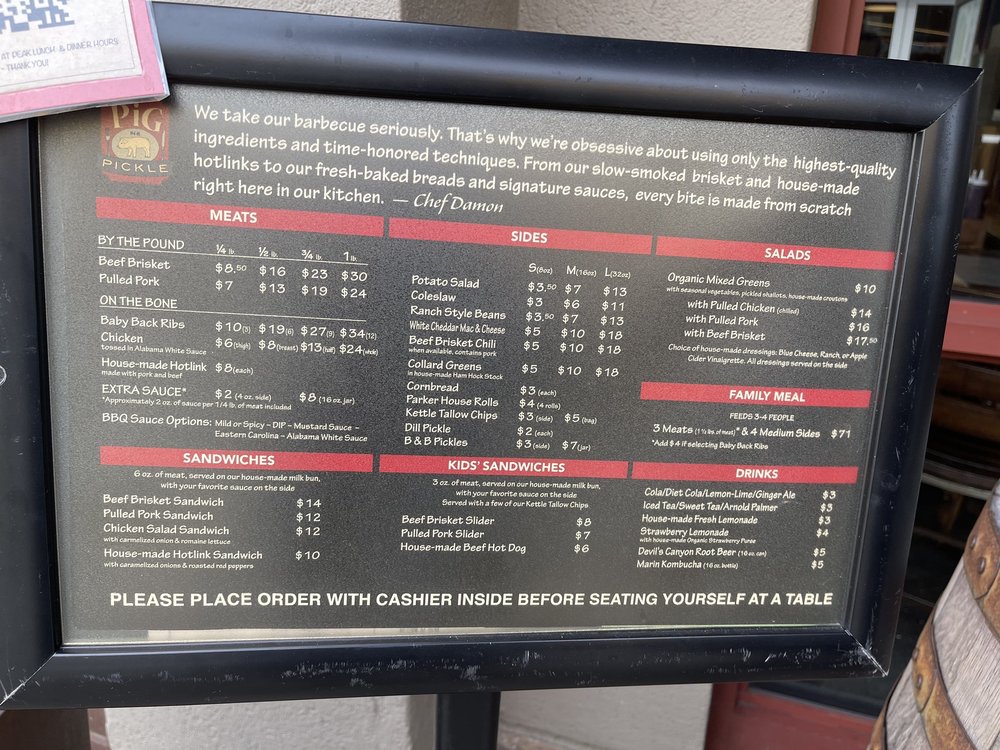 AT PEAK LUNCH & DINNER HOURS
- THANK YOU!
PiG
PICKLE
We take our barbecue seriously. That's why we're obsessive about using only the highest-quality
ingredients and time-honored techniques. From our slow-smoked brisket and house-made
hotlinks to our fresh-baked breads and signature sauces, every bite is made from scratch
right here in our kitchen. — Chef Damon
MEATS
BY THE POUND 1/4 lb. 1/2 lb. 3/4 lb. 1 lb.
Beef Brisket $8.50 $16 $23 $30
Pulled Pork $7 $13 $19 $24
ON THE BONE
Baby Back Ribs $10(3) $19(6) $27(9) $34(12)
Chicken $6(thigh) $8(breast) $13(half) $24(whole)
tossed in Alabama White Sauce
House-made Hotlink $8(each)
made with pork and beef
EXTRA SAUCE* $2 (4 oz. side) $8 (16 oz. jar)
*Approximately 2 oz. of sauce per 1/4 lb. of meat included
BBQ Sauce Options: Mild or Spicy – DIP – Mustard Sauce –
Eastern Carolina – Alabama White Sauce
SIDES
S(8oz) M(16oz) L(32oz)
Potato Salad $3.50 $7 $13
Coleslaw $3 $6 $11
Ranch Style Beans $3.50 $7 $13
White Cheddar Mac & Cheese $5 $10 $18
Beef Brisket Chili $5 $10 $18
when available, contains pork
Collard Greens $5 $10 $18
in house-made Ham Hock Stock
Cornbread $3 (each)
Parker House Rolls $4 (4 rolls)
Kettle Tallow Chips $3 (side) $5 (bag)
Dill Pickle $2 (each)
B & B Pickles $3 (side) $7 (jar)
SALADS
Organic Mixed Greens $10
with seasonal vegetables, pickled shallots, house-made croutons
with Pulled Chicken (chilled) $14
with Pulled Pork $16
with Beef Brisket $17.50
Choice of house-made dressings: Blue Cheese, Ranch, or Apple
Cider Vinaigrette. All dressings served on the side
FAMILY MEAL
FEEDS 3-4 PEOPLE
3 Meats (1 1/2 lbs. of meat)* & 4 Medium Sides $71
*Add $4 if selecting Baby Back Ribs
SANDWICHES
6 oz. of meat, served on our house-made milk bun,
with your favorite sauce on the side
Beef Brisket Sandwich $14
Pulled Pork Sandwich $12
Chicken Salad Sandwich $12
with carmelized onion & romaine lettuce
House-made Hotlink Sandwich $10
with caramelized onions & roasted red peppers
KIDS' SANDWICHES
3 oz. of meat, served on our house-made milk bun,
with your favorite sauce on the side
Served with a few of our Kettle Tallow Chips
Beef Brisket Slider $8
Pulled Pork Slider $7
House-made Beef Hot Dog $6
DRINKS
Cola/Diet Cola/Lemon-Lime/Ginger Ale $3
Iced Tea/Sweet Tea/Arnold Palmer $3
House-made Fresh Lemonade $3
Strawberry Lemonade $4
with house-made Organic Strawberry Puree
Devil's Canyon Root Beer (16 oz. can) $5
Marin Kombucha (16 oz. bottle) $5
PLEASE PLACE ORDER WITH CASHIER INSIDE BEFORE SEATING YOURSELF AT A TABLE